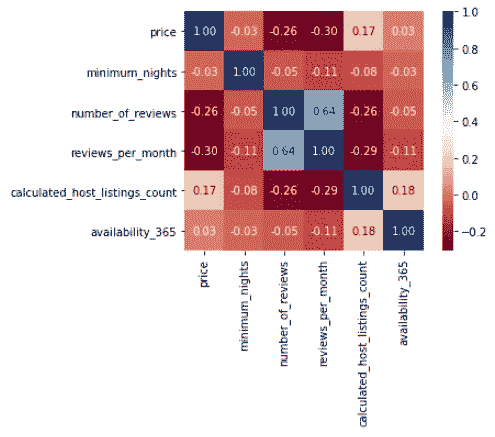 price 1.00 -0.03 -0.26 -0.30 0.17 0.03
minimum_nights -0.03 1.00 -0.05 -0.11 -0.08 -0.03
number_of_reviews -0.26 -0.05 1.00 0.64 -0.26 -0.05
reviews_per_month -0.30 -0.11 0.64 1.00 -0.29 -0.11
calculated_host_listings_count 0.17 -0.08 -0.26 -0.29 1.00 0.18
availability_365 0.03 -0.03 -0.05 -0.11 0.18 1.00
price
minimum_nights
number_of_reviews
reviews_per_month
calculated_host_listings_count
availability_365
1.0
0.8
0.6
0.4
0.2
0.0
-0.2